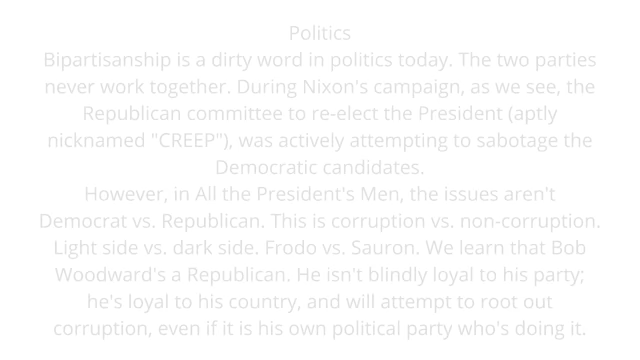 Politics
Bipartisanship is a dirty word in politics today. The two parties
never work together. During Nixon's campaign, as we see, the
Republican committee to re-elect the President (aptly
nicknamed "CREEP"), was actively attempting to sabotage the
Democratic candidates.
However, in All the President's Men, the issues aren't
Democrat vs. Republican. This is corruption vs. non-corruption.
Light side vs. dark side. Frodo vs. Sauron. We learn that Bob
Woodward's a Republican. He isn't blindly loyal to his party;
he's loyal to his country, and will attempt to root out
corruption, even if it is his own political party who's doing it.